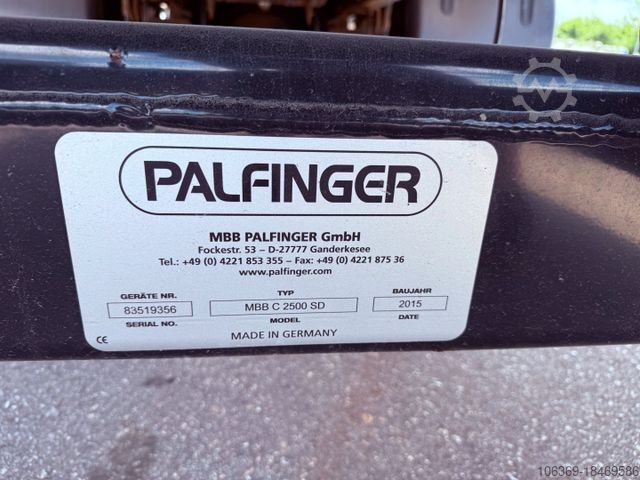 PALFINGER
MBB PALFINGER GmbH
Fockestr. 53 – D-27777 Ganderkesee
Tel.: +49 (0) 4221 853 355 – Fax: +49 (0) 4221 875 36
www.palfinger.com
GERÄTE NR. TYP BAUJAHR
83519356 MBB C 2500 SD 2015
SERIAL NO. MODEL DATE
CE MADE IN GERMANY
106369-18469586